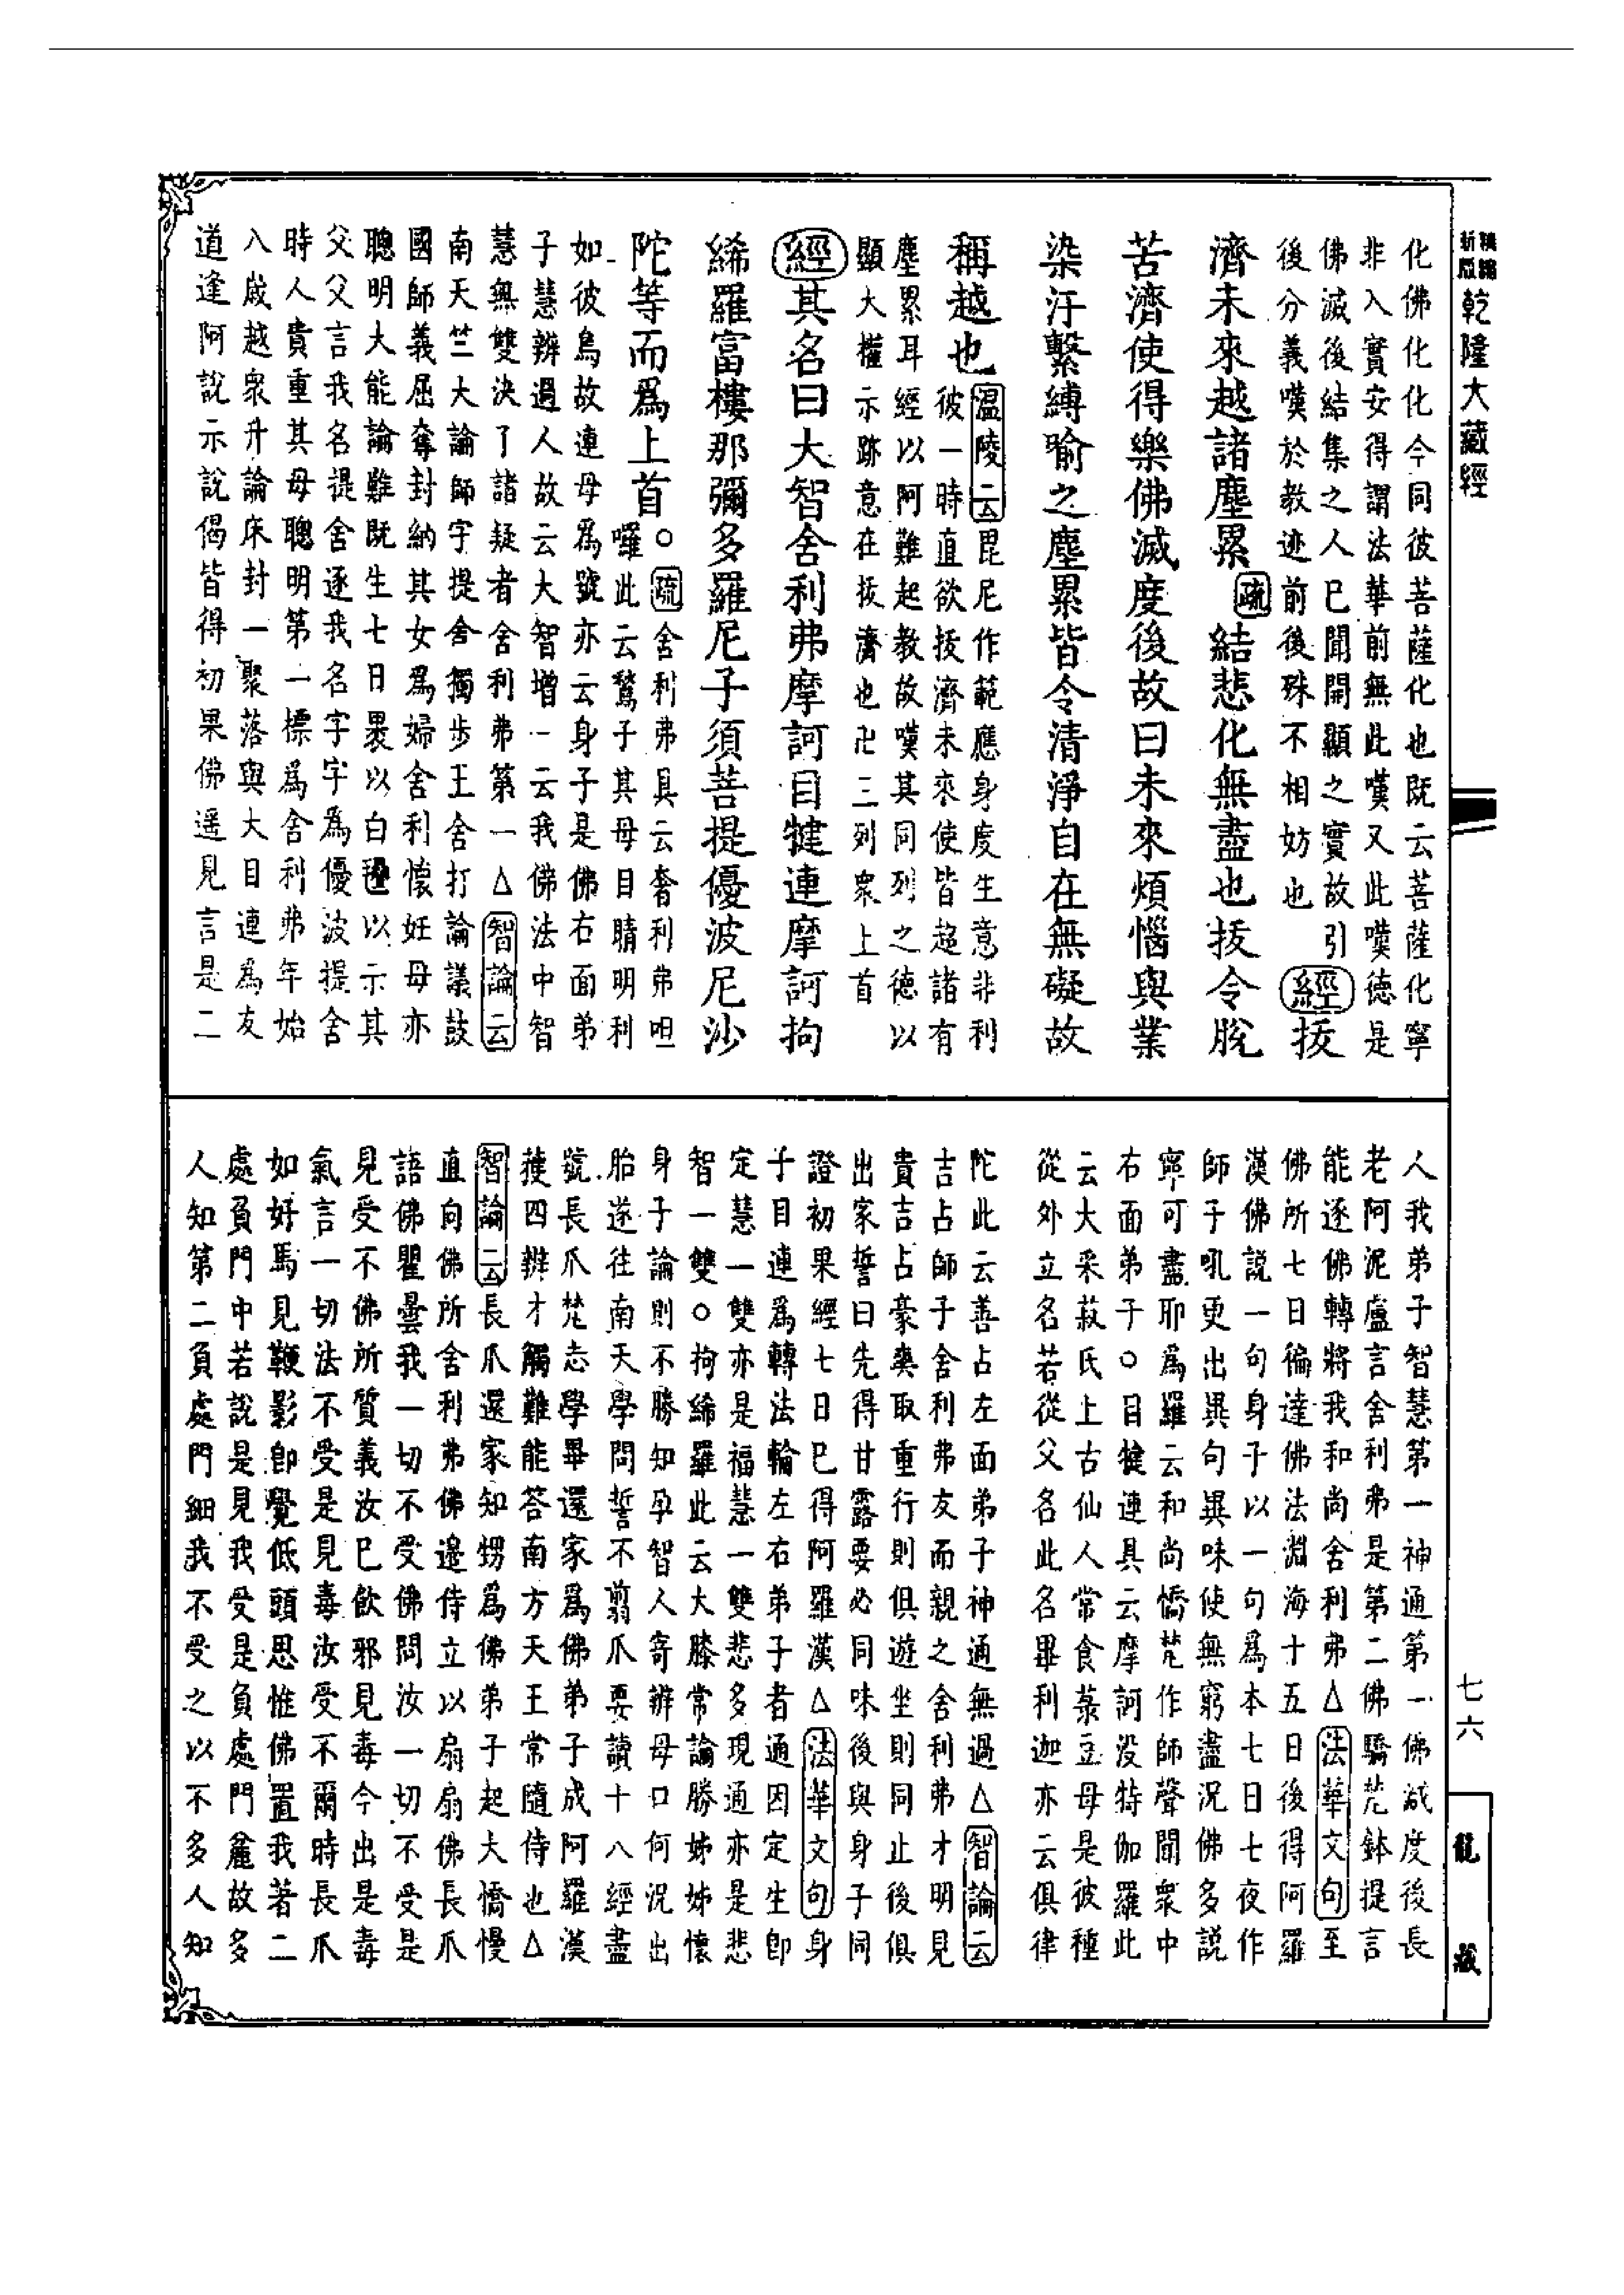 新版
精縮
乾隆大藏經
化佛化化今同彼菩薩化也既云菩薩化寧
非入實安得謂法華前無此嘆又此嘆德是
佛滅後結集之人已聞開顯之實故引
後分義嘆於教迹前後殊不相妨也
經拔
濟未來越諸塵累疏結悲化無盡也拔令脫
苦濟使得樂佛滅度後故曰未來煩惱與業
染汙繫縛喻之塵累皆令清淨自在無礙故
稱越也
溫陵云毘尼作範應身度生意非利
彼一時直欲拔濟未來使皆超諸有
塵累耳經以阿難起教故嘆其同列之德以
顯大權示跡意在拔濟也卍三列衆上首
經其名曰大智舍利弗摩訶目犍連摩訶拘
絺羅富樓那彌多羅尼子須菩提優波尼沙
陀等而爲上首
○疏舍利弗具云奢利弗呾
囉此云鶖子其母目睛明利
如彼鳥故連母爲號亦云身子是佛右面弟
子慧辨過人故云大智增一云我佛法中智
慧無雙決了諸疑者舍利弗第一△智論云
南天竺大論師字提舍獨步王舍打論議鼓
國師義屈奪封納其女爲婦舍利懷妊母亦
聰明大能論難既生七日褁以白㲲以示其
父父言我名提舍逐我名字字爲優波提舍
時人貴重其母聰明第一標爲舍利弗年始
八歲越衆升論床封一聚落與大目連爲友
道逢阿說示說偈皆得初果佛遥見言是二
人我弟子智慧第一神通第一佛滅度後長
老阿泥盧言舍利弗是第二佛驕梵鉢提言
能逐佛轉將我和尚舍利弗△法華文句至
佛所七日徧達佛法淵海十五日後得阿羅
漢佛說一句身子以一句爲本七日七夜作
師子吼更出異句異味使無窮盡況佛多說
寧可盡耶爲羅云和尚憍梵作師聲聞衆中
右面弟子○目犍連具云摩訶没特伽羅此
云大采菽氏上古仙人常食菉豆母是彼種
從外立名若從父名此名畢利迦亦云俱律
陀此云善占左面弟子神通無過△智論云
吉占師子舍利弗友而親之舍利弗才明見
貴吉占豪爽取重行則俱遊坐則同止後俱
出家誓曰先得甘露要必同味後與身子同
證初果經七日已得阿羅漢△法華文句身
子目連爲轉法輪左右弟子者通因定生卽
定慧一雙亦是福慧一雙悲多現通亦是悲
智一雙○拘絺羅此云大膝常論勝姊姊懷
身子論則不勝知孕智人寄辨母口何況出
胎遂往南天學問誓不翦爪要讀十八經盡
號長爪梵志學畢還家爲佛弟子成阿羅漢
獲四辨才觸難能答南方天王常隨侍也△
智論云長爪還家知甥爲佛弟子起大憍慢
直向佛所舍利弗佛邊侍立以扇扇佛長爪
語佛瞿曇我一切不受佛問汝一切不受是
見受不佛所質義汝已飲邪見毒今出是毒
氣言一切法不受是見毒汝受不爾時長爪
如好馬見鞭影卽覺低頭思惟佛置我著二
處負門中若說是見我受是負處門麄故多
人知第二負處門細我不受之以不多人知
七六
龍藏